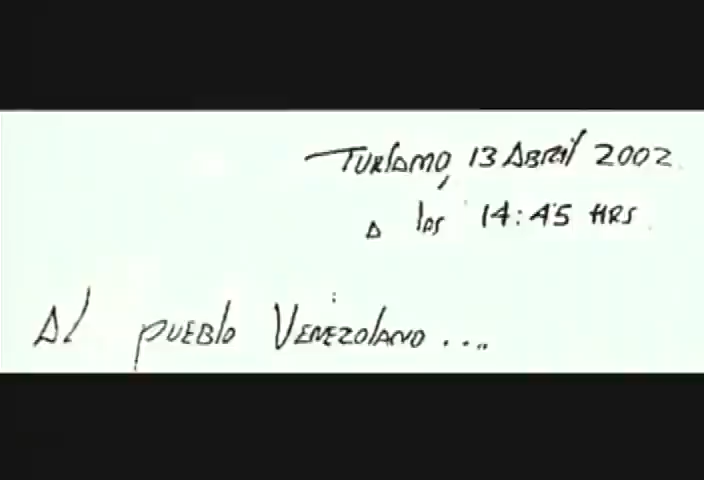 Turiamo, 13 Abril 2002
a las 14:45 HRS
Al pueblo Venezolano....